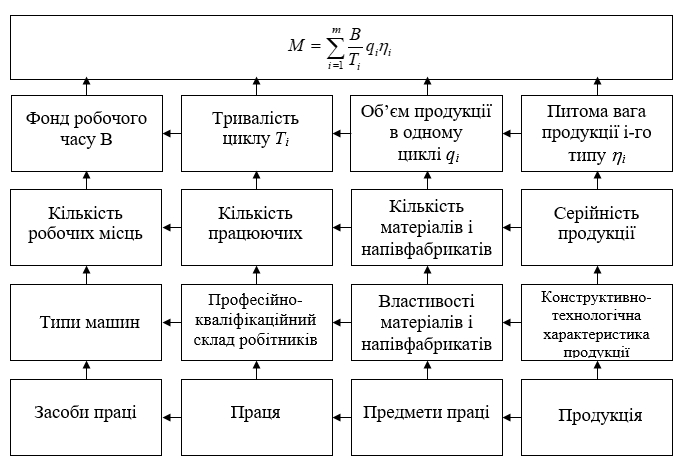 M = \sum_{i=1}^{m} \frac{B}{T_i} q_i η_i
Фонд робочого
часу В
Тривалість
циклу T_i
Об’єм продукції
в одному
циклі q_i
Питома вага
продукції і-го
типу η_i
Кількість
робочих місць
Кількість
працюючих
Кількість
матеріалів і
напівфабрикатів
Серійність
продукції
Типи машин
Професійно-
кваліфікаційний
склад робітників
Властивості
матеріалів і
напівфабрикатів
Конструктивно-
технологічна
характеристика
продукції
Засоби праці
Праця
Предмети праці
Продукція